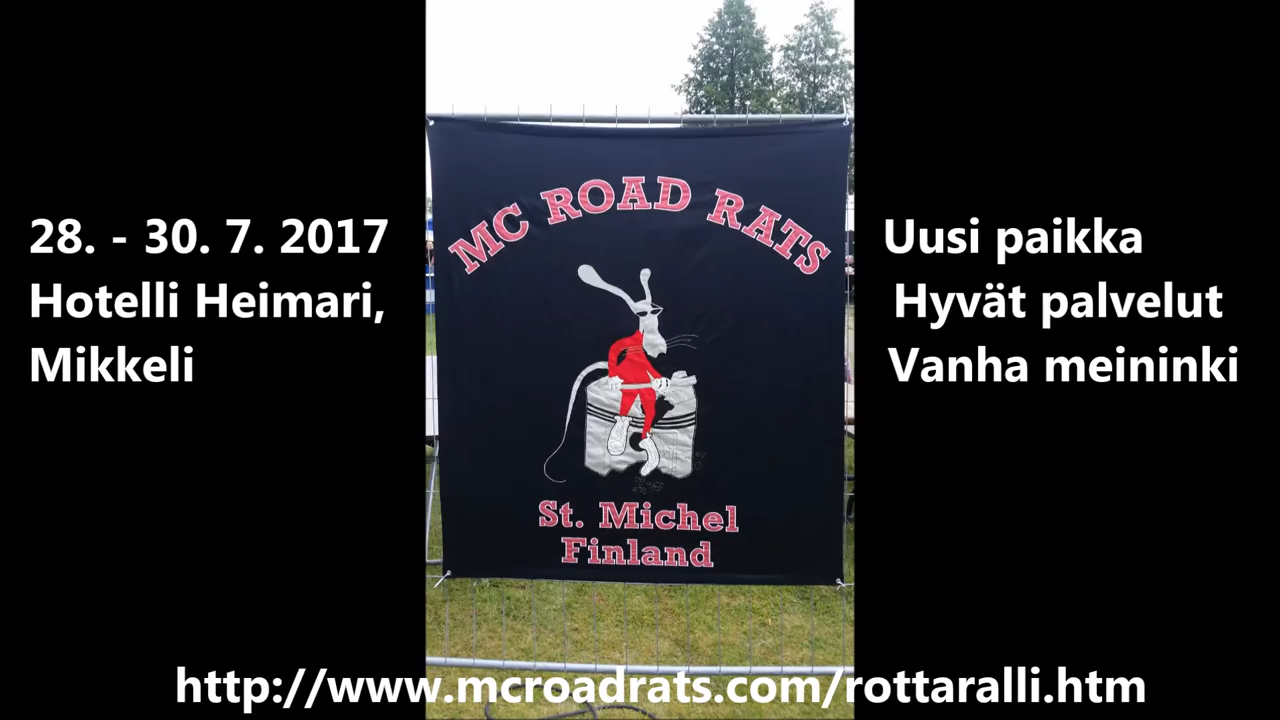 28. - 30. 7. 2017
Hotelli Heimari,
Mikkeli
MC ROAD RATS
St. Michel
Finland
Uusi paikka
Hyvät palvelut
Vanha meininki
http://www.mcroadrats.com/rottaralli.htm